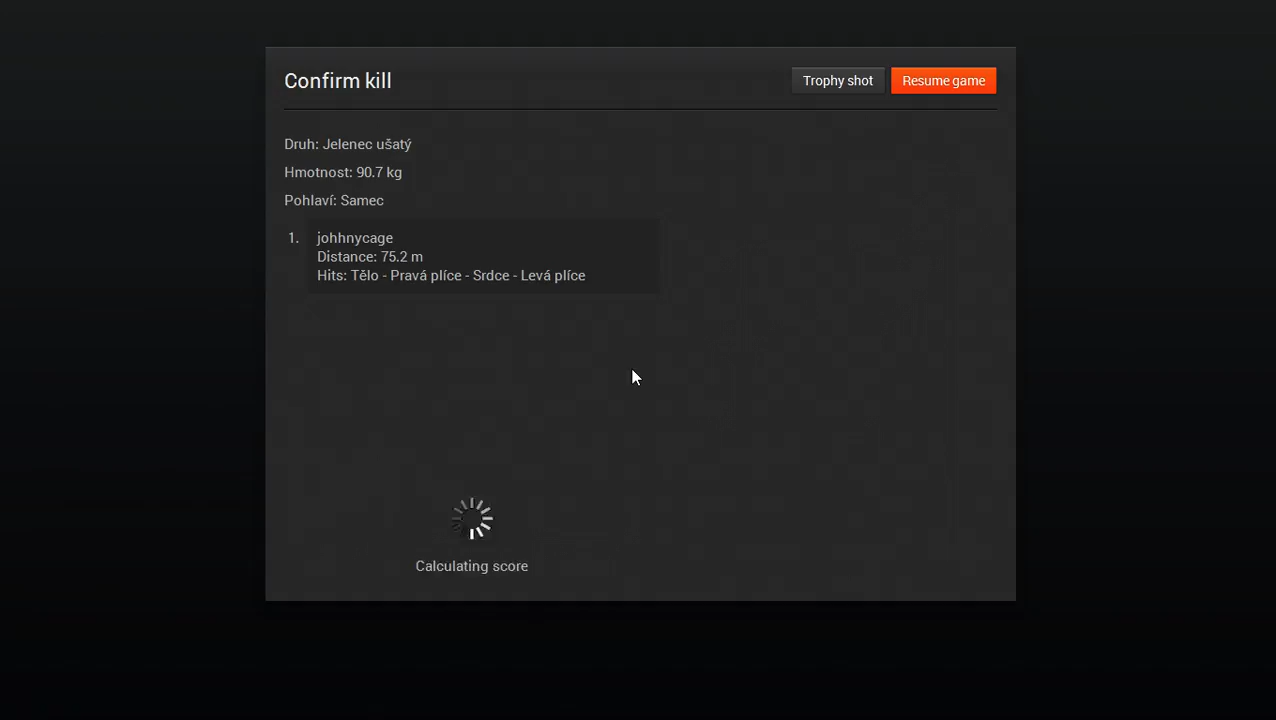 Confirm kill
Trophy shot
Resume game
Druh: Jelenec ušatý
Hmotnost: 90.7 kg
Pohlaví: Samec
1.
johhnycage
Distance: 75.2 m
Hits: Tělo - Pravá plíce - Srdce - Levá plíce
Calculating score